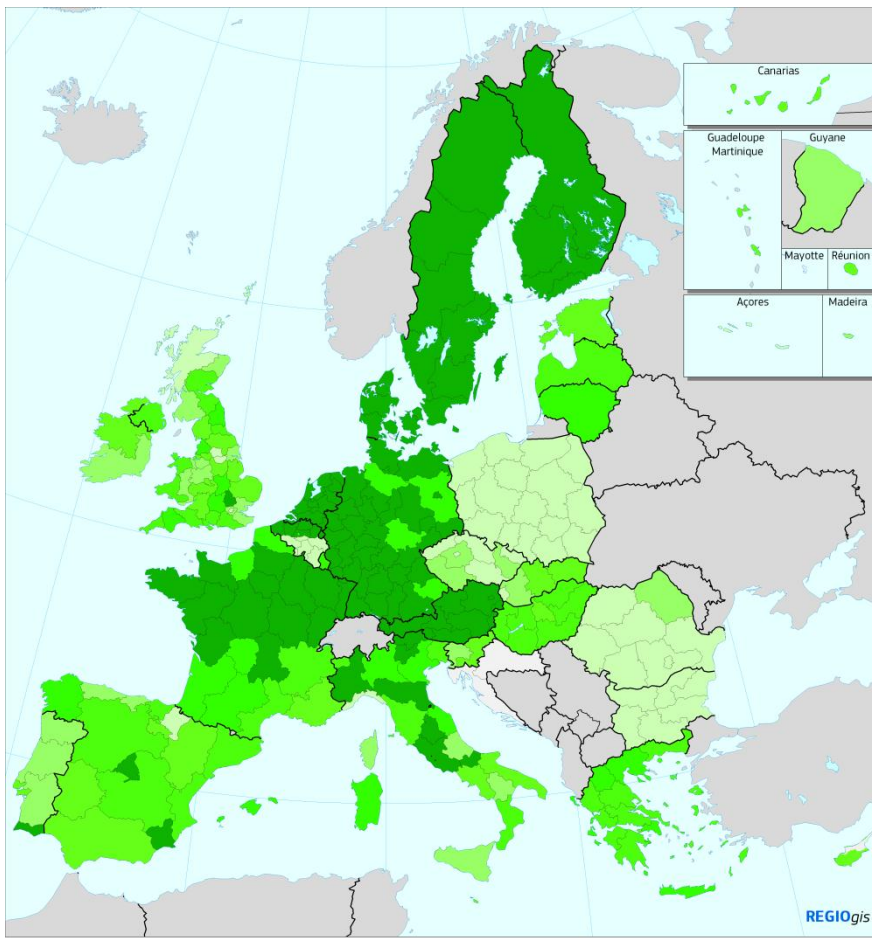 Canarias
Guadeloupe
Martinique
Guyane
Mayotte
Réunion
Açores
Madeira
REGIOgis